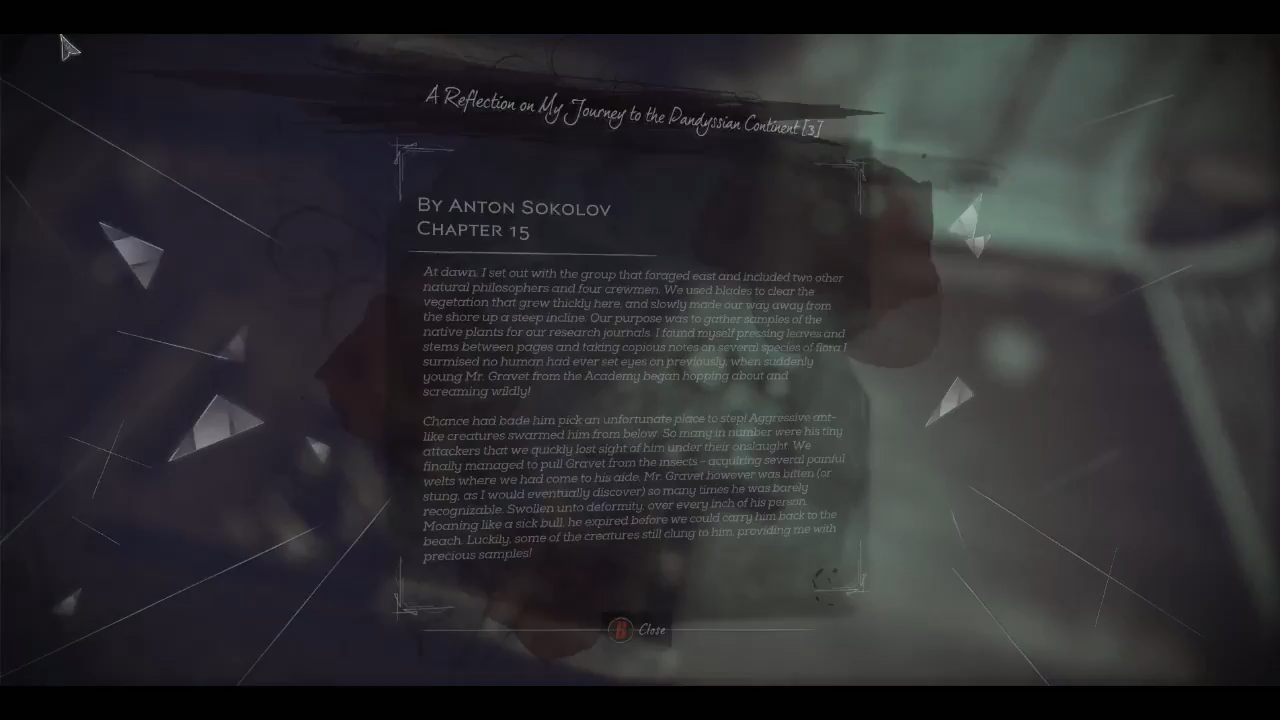 A Reflection on My Journey to the Pandyssian Continent [3]
By Anton Sokolov
Chapter 15
At dawn, I set out with the group that foraged east and included two other
natural philosophers and four crewmen. We used blades to clear the
vegetation that grew thickly here, and slowly made our way away from
the shore up a steep incline. Our purpose was to gather samples of the
native plants for our research journals. I found myself pressing leaves and
stems between pages and taking copious notes on several species of flora I
surmised no human had ever set eyes on previously, when suddenly
young Mr. Gravet from the Academy began hopping about and
screaming wildly!
Chance had bade him pick an unfortunate place to step! Aggressive ant-
like creatures swarmed him from below. So many in number were his tiny
attackers that we quickly lost sight of him under their onslaught. We
finally managed to pull Gravet from the insects - acquiring several painful
welts where we had come to his aide. Mr. Gravet however was bitten (or
stung, as I would eventually discover) so many times he was barely
recognizable. Swollen unto deformity, over every inch of his person.
Moaning like a sick bull, he expired before we could carry him back to the
beach. Luckily, some of the creatures still clung to him, providing me with
precious samples!
B Close